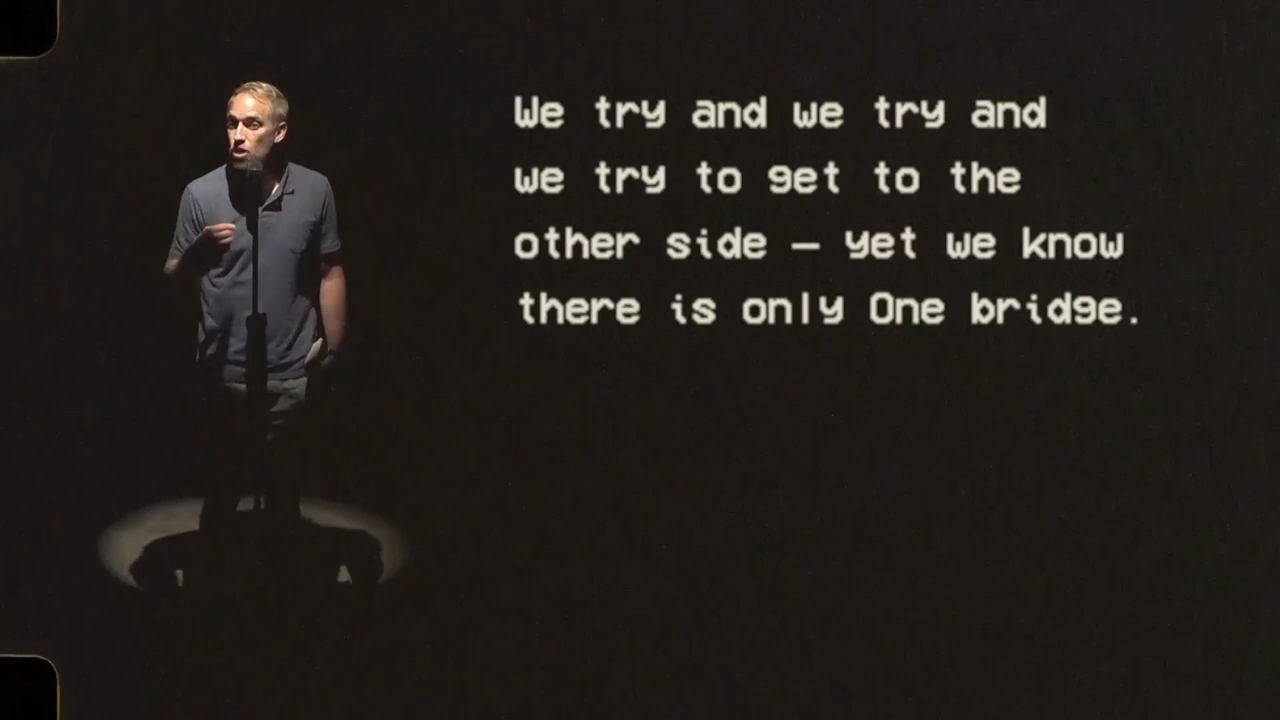 We try and we try and
we try to get to the
other side — yet we know
there is only One bridge.